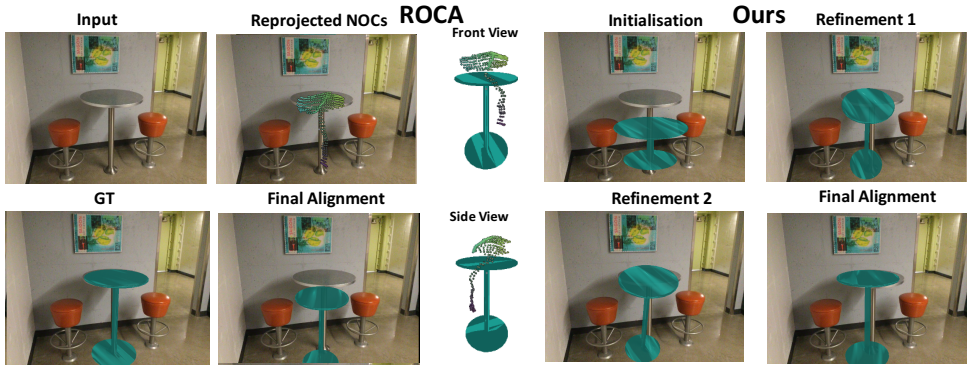 ROCA
Ours
Input
Reprojected NOCs
Front View
Initialisation
Refinement 1
GT
Final Alignment
Side View
Refinement 2
Final Alignment